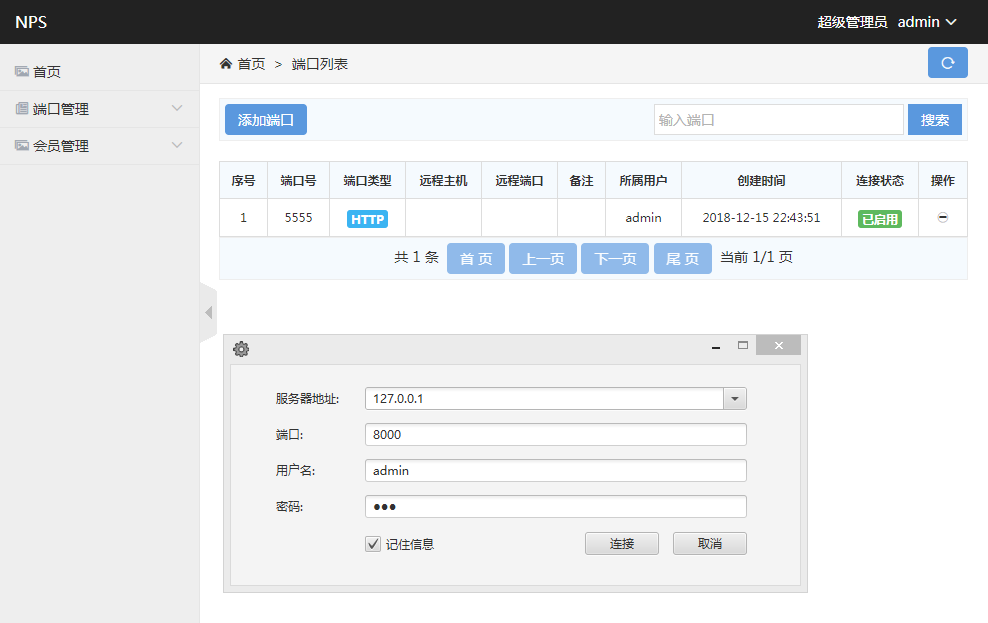 NPS
超级管理员 admin
首页
端口管理
会员管理
首页 > 端口列表
添加端口
输入端口
搜索
序号 端口号 端口类型 远程主机 远程端口 备注 所属用户 创建时间 连接状态 操作
1 5555 HTTP admin 2018-12-15 22:43:51 已启用
共 1 条 首 页 上一页 下一页 尾 页 当前 1/1 页
服务器地址: 127.0.0.1
端口: 8000
用户名: admin
密码: ●●●
记住信息 连接 取消